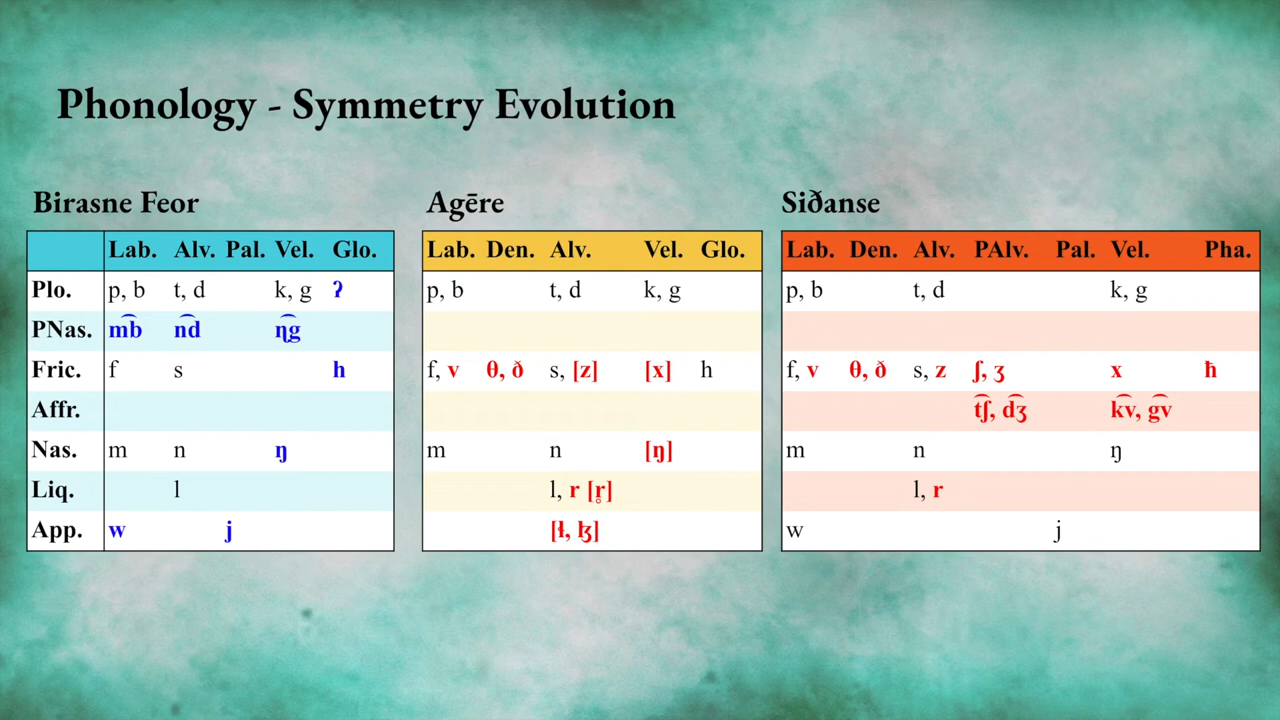 Phonology - Symmetry Evolution
Birasne Feor
Lab. Alv. Pal. Vel. Glo.
Plo. p, b t, d k, g ʔ
PNas. m͡b n͡d ŋ͡g
Fric. f s h
Affr.
Nas. m n ŋ
Liq. l
App. w j
Agēre
Lab. Den. Alv. Vel. Glo.
p, b t, d k, g
f, v θ, ð s, [z] [x] h
m n [ŋ]
l, r [r̥]
[ɬ, ɮ]
Siðanse
Lab. Den. Alv. PAlv. Pal. Vel. Pha.
p, b t, d k, g
f, v θ, ð s, z ʃ, ʒ x ħ
t͡ʃ, d͡ʒ k͡v, g͡v
m n ŋ
l, r
w j